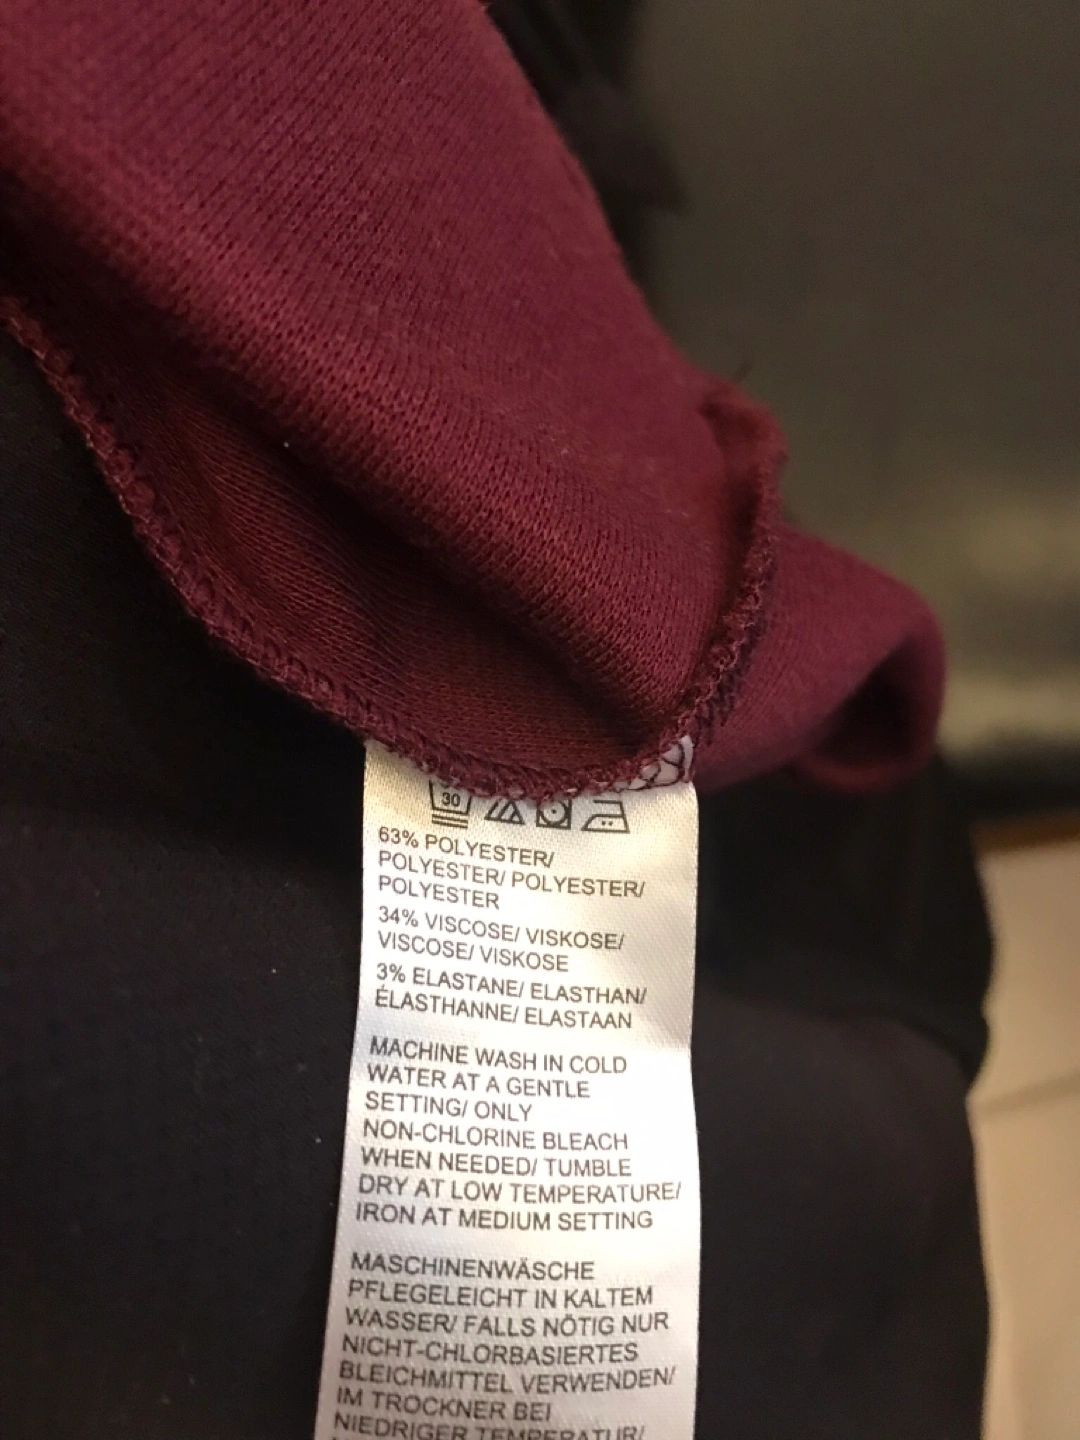 30
63% POLYESTER/
POLYESTER/ POLYESTER/
POLYESTER
34% VISCOSE/ VISKOSE/
VISCOSE/ VISKOSE
3% ELASTANE/ ELASTHAN/
ÉLASTHANNE/ ELASTAAN
MACHINE WASH IN COLD
WATER AT A GENTLE
SETTING/ ONLY
NON-CHLORINE BLEACH
WHEN NEEDED/ TUMBLE
DRY AT LOW TEMPERATURE/
IRON AT MEDIUM SETTING
MASCHINENWÄSCHE
PFLEGELEICHT IN KALTEM
WASSER/ FALLS NÖTIG NUR
NICHT-CHLORBASIERTES
BLEICHMITTEL VERWENDEN/
IM TROCKNER BEI
NIEDRIGER TEMPERATUR/